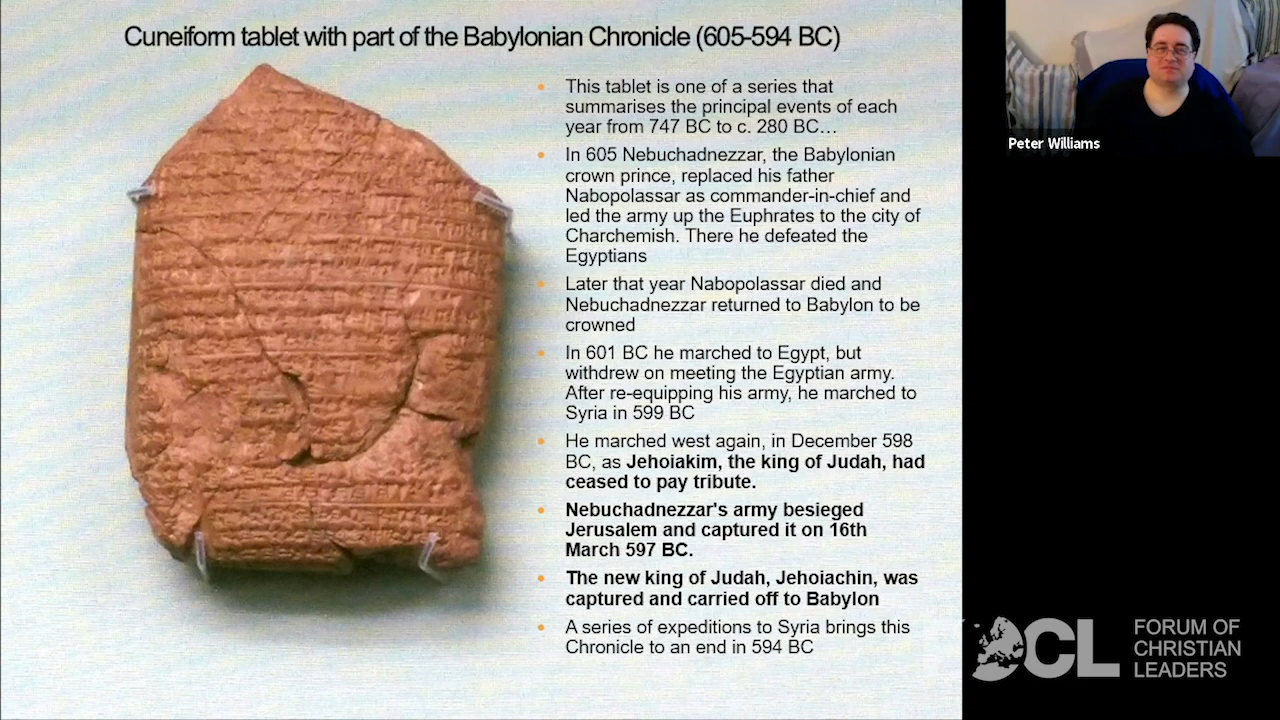 Cuneiform tablet with part of the Babylonian Chronicle (605-594 BC)
This tablet is one of a series that
summarises the principal events of each
year from 747 BC to c. 280 BC…
In 605 Nebuchadnezzar, the Babylonian
crown prince, replaced his father
Nabopolassar as commander-in-chief and
led the army up the Euphrates to the city of
Charchemish. There he defeated the
Egyptians
Later that year Nabopolassar died and
Nebuchadnezzar returned to Babylon to be
crowned
In 601 BC he marched to Egypt, but
withdrew on meeting the Egyptian army.
After re-equipping his army, he marched to
Syria in 599 BC
He marched west again, in December 598
BC, as Jehoiakim, the king of Judah, had
ceased to pay tribute.
Nebuchadnezzar's army besieged
Jerusalem and captured it on 16th
March 597 BC.
The new king of Judah, Jehoiachin, was
captured and carried off to Babylon
A series of expeditions to Syria brings this
Chronicle to an end in 594 BC
Peter Williams
CL
FORUM OF
CHRISTIAN
LEADERS